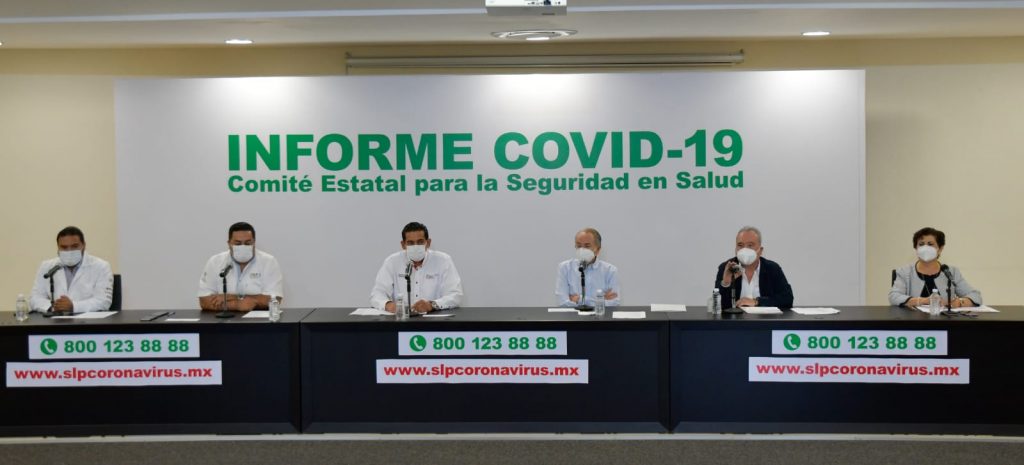 INFORME COVID-19
Comité Estatal para la Seguridad en Salud
800 123 88 88
www.slpcoronavirus.mx
800 123 88 88
www.slpcoronavirus.mx
800 123 88 88
www.slpcoronavirus.mx